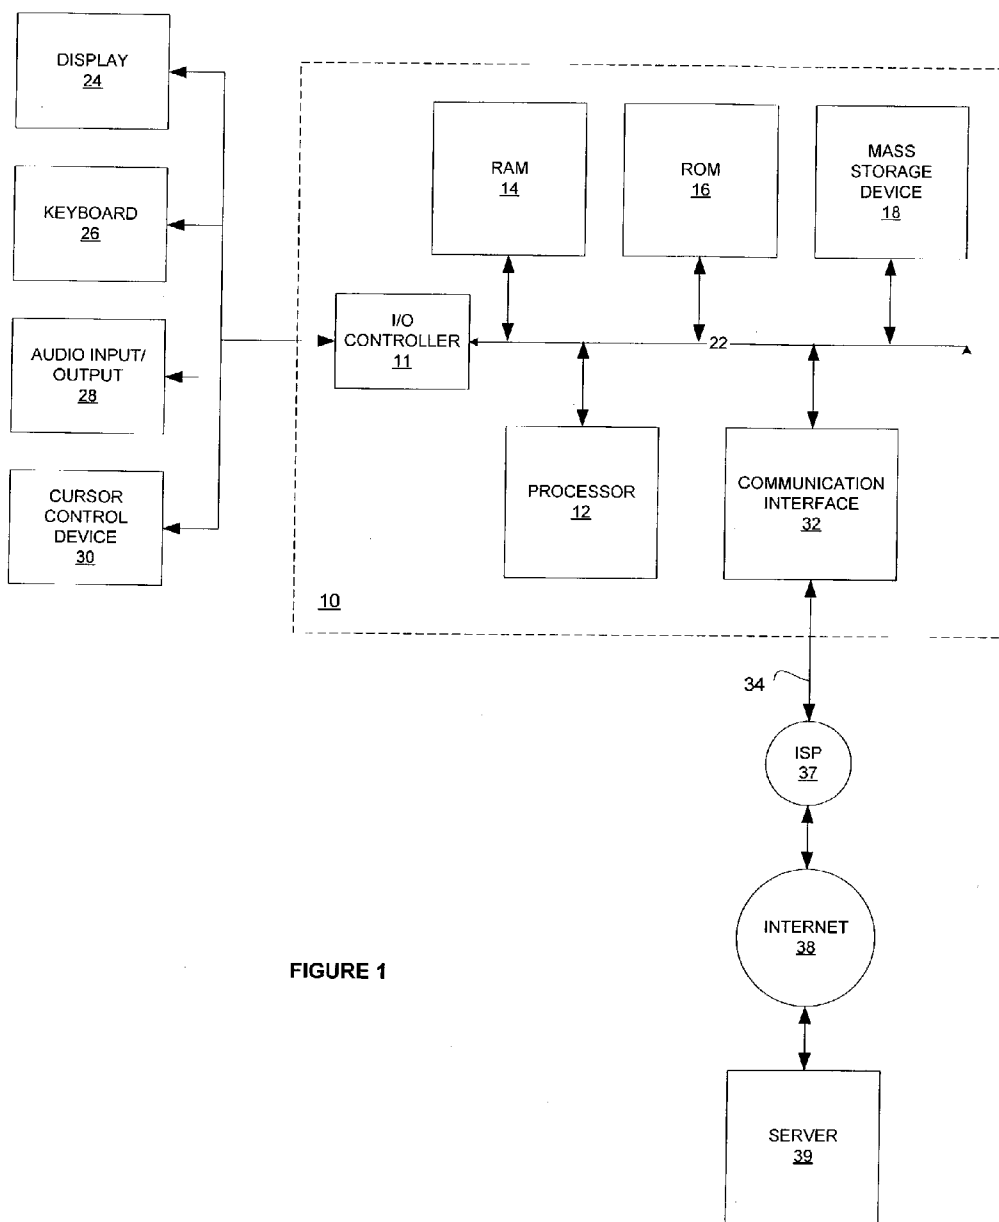 DISPLAY
24
KEYBOARD
26
AUDIO INPUT/
OUTPUT
28
CURSOR
CONTROL
DEVICE
30
RAM
14
ROM
16
MASS
STORAGE
DEVICE
18
I/O
CONTROLLER
11
22
PROCESSOR
12
COMMUNICATION
INTERFACE
32
10
34
ISP
37
INTERNET
38
FIGURE 1
SERVER
39